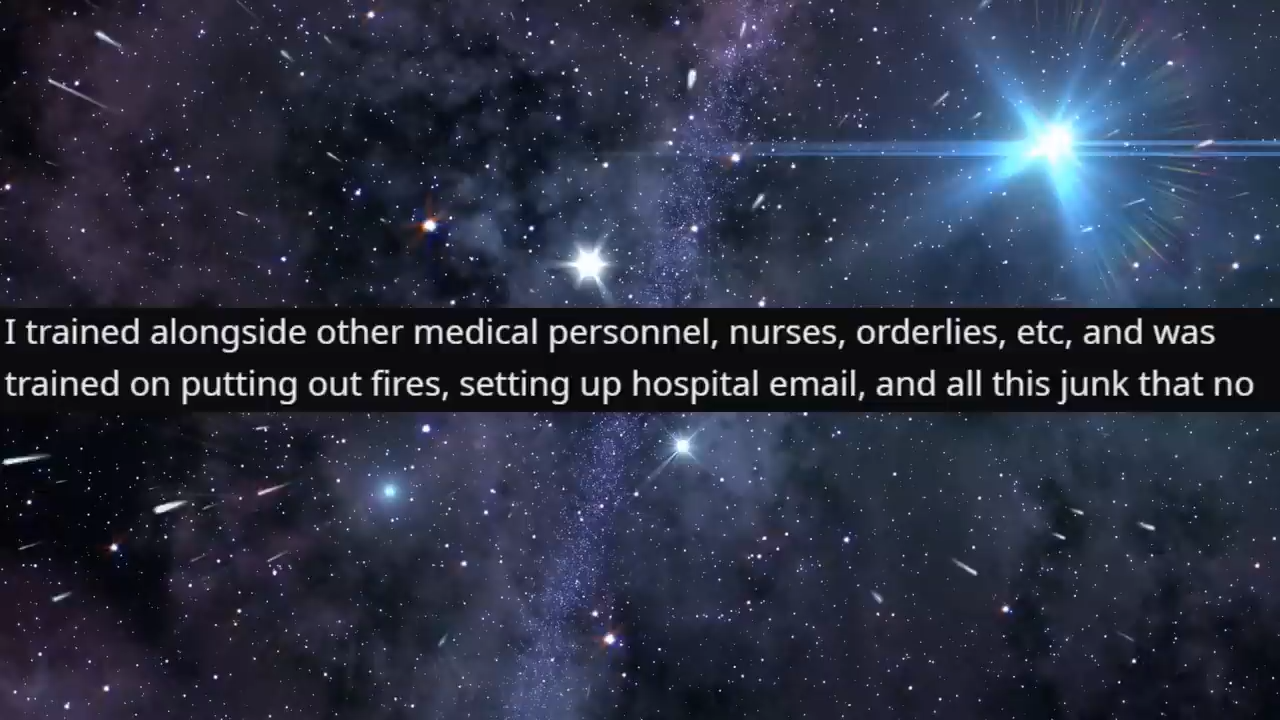 I trained alongside other medical personnel, nurses, orderlies, etc, and was
trained on putting out fires, setting up hospital email, and all this junk that no